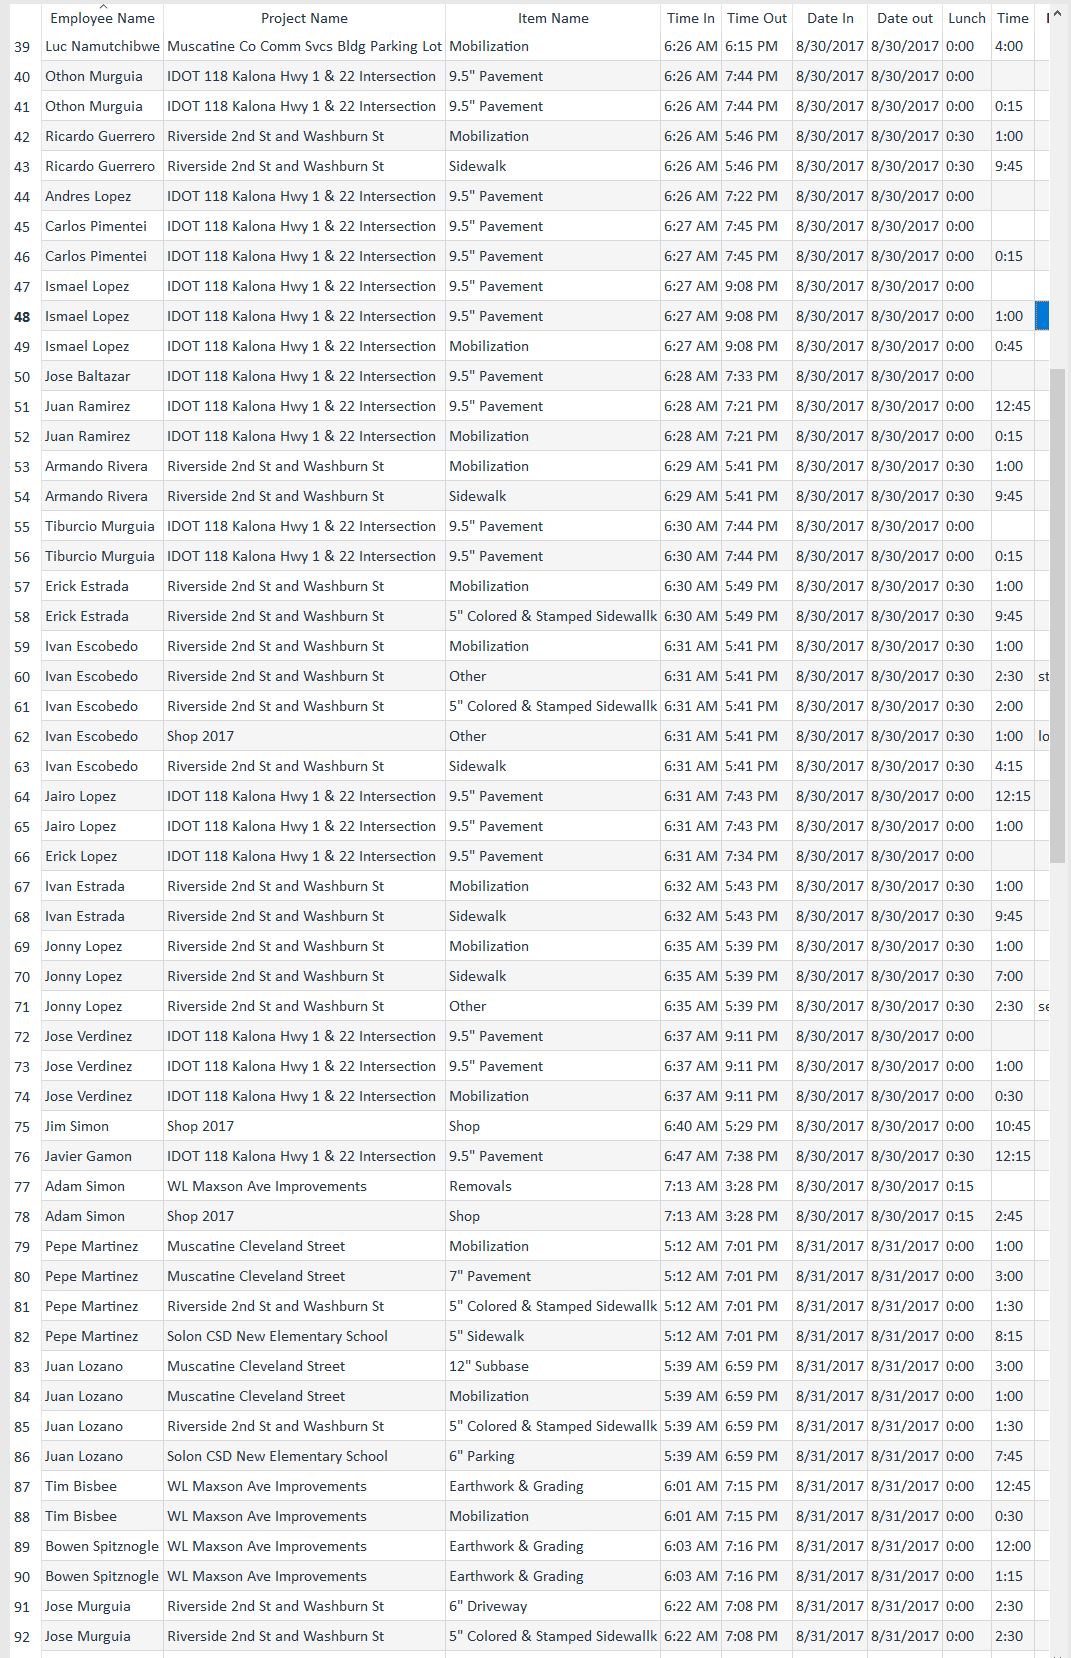 Employee Name Project Name Item Name Time In Time Out Date In Date out Lunch Time
39 Luc Namutchibwe Muscatine Co Comm Svcs Bldg Parking Lot Mobilization 6:26 AM 6:15 PM 8/30/2017 8/30/2017 0:00 4:00
40 Othon Murguia IDOT 118 Kalona Hwy 1 & 22 Intersection 9.5" Pavement 6:26 AM 7:44 PM 8/30/2017 8/30/2017 0:00
41 Othon Murguia IDOT 118 Kalona Hwy 1 & 22 Intersection 9.5" Pavement 6:26 AM 7:44 PM 8/30/2017 8/30/2017 0:00 0:15
42 Ricardo Guerrero Riverside 2nd St and Washburn St Mobilization 6:26 AM 5:46 PM 8/30/2017 8/30/2017 0:30 1:00
43 Ricardo Guerrero Riverside 2nd St and Washburn St Sidewalk 6:26 AM 5:46 PM 8/30/2017 8/30/2017 0:30 9:45
44 Andres Lopez IDOT 118 Kalona Hwy 1 & 22 Intersection 9.5" Pavement 6:26 AM 7:22 PM 8/30/2017 8/30/2017 0:00
45 Carlos Pimentei IDOT 118 Kalona Hwy 1 & 22 Intersection 9.5" Pavement 6:27 AM 7:45 PM 8/30/2017 8/30/2017 0:00
46 Carlos Pimentei IDOT 118 Kalona Hwy 1 & 22 Intersection 9.5" Pavement 6:27 AM 7:45 PM 8/30/2017 8/30/2017 0:00 0:15
47 Ismael Lopez IDOT 118 Kalona Hwy 1 & 22 Intersection 9.5" Pavement 6:27 AM 9:08 PM 8/30/2017 8/30/2017 0:00
48 Ismael Lopez IDOT 118 Kalona Hwy 1 & 22 Intersection 9.5" Pavement 6:27 AM 9:08 PM 8/30/2017 8/30/2017 0:00 1:00
49 Ismael Lopez IDOT 118 Kalona Hwy 1 & 22 Intersection Mobilization 6:27 AM 9:08 PM 8/30/2017 8/30/2017 0:00 0:45
50 Jose Baltazar IDOT 118 Kalona Hwy 1 & 22 Intersection 9.5" Pavement 6:28 AM 7:33 PM 8/30/2017 8/30/2017 0:00
51 Juan Ramirez IDOT 118 Kalona Hwy 1 & 22 Intersection 9.5" Pavement 6:28 AM 7:21 PM 8/30/2017 8/30/2017 0:00 12:45
52 Juan Ramirez IDOT 118 Kalona Hwy 1 & 22 Intersection Mobilization 6:28 AM 7:21 PM 8/30/2017 8/30/2017 0:00 0:15
53 Armando Rivera Riverside 2nd St and Washburn St Mobilization 6:29 AM 5:41 PM 8/30/2017 8/30/2017 0:30 1:00
54 Armando Rivera Riverside 2nd St and Washburn St Sidewalk 6:29 AM 5:41 PM 8/30/2017 8/30/2017 0:30 9:45
55 Tiburcio Murguia IDOT 118 Kalona Hwy 1 & 22 Intersection 9.5" Pavement 6:30 AM 7:44 PM 8/30/2017 8/30/2017 0:00
56 Tiburcio Murguia IDOT 118 Kalona Hwy 1 & 22 Intersection 9.5" Pavement 6:30 AM 7:44 PM 8/30/2017 8/30/2017 0:00 0:15
57 Erick Estrada Riverside 2nd St and Washburn St Mobilization 6:30 AM 5:49 PM 8/30/2017 8/30/2017 0:30 1:00
58 Erick Estrada Riverside 2nd St and Washburn St 5" Colored & Stamped Sidewallk 6:30 AM 5:49 PM 8/30/2017 8/30/2017 0:30 9:45
59 Ivan Escobedo Riverside 2nd St and Washburn St Mobilization 6:31 AM 5:41 PM 8/30/2017 8/30/2017 0:30 1:00
60 Ivan Escobedo Riverside 2nd St and Washburn St Other 6:31 AM 5:41 PM 8/30/2017 8/30/2017 0:30 2:30 st
61 Ivan Escobedo Riverside 2nd St and Washburn St 5" Colored & Stamped Sidewallk 6:31 AM 5:41 PM 8/30/2017 8/30/2017 0:30 2:00
62 Ivan Escobedo Shop 2017 Other 6:31 AM 5:41 PM 8/30/2017 8/30/2017 0:30 1:00 lo
63 Ivan Escobedo Riverside 2nd St and Washburn St Sidewalk 6:31 AM 5:41 PM 8/30/2017 8/30/2017 0:30 4:15
64 Jairo Lopez IDOT 118 Kalona Hwy 1 & 22 Intersection 9.5" Pavement 6:31 AM 7:43 PM 8/30/2017 8/30/2017 0:00 12:15
65 Jairo Lopez IDOT 118 Kalona Hwy 1 & 22 Intersection 9.5" Pavement 6:31 AM 7:43 PM 8/30/2017 8/30/2017 0:00 1:00
66 Erick Lopez IDOT 118 Kalona Hwy 1 & 22 Intersection 9.5" Pavement 6:31 AM 7:34 PM 8/30/2017 8/30/2017 0:00
67 Ivan Estrada Riverside 2nd St and Washburn St Mobilization 6:32 AM 5:43 PM 8/30/2017 8/30/2017 0:30 1:00
68 Ivan Estrada Riverside 2nd St and Washburn St Sidewalk 6:32 AM 5:43 PM 8/30/2017 8/30/2017 0:30 9:45
69 Jonny Lopez Riverside 2nd St and Washburn St Mobilization 6:35 AM 5:39 PM 8/30/2017 8/30/2017 0:30 1:00
70 Jonny Lopez Riverside 2nd St and Washburn St Sidewalk 6:35 AM 5:39 PM 8/30/2017 8/30/2017 0:30 7:00
71 Jonny Lopez Riverside 2nd St and Washburn St Other 6:35 AM 5:39 PM 8/30/2017 8/30/2017 0:30 2:30 se
72 Jose Verdinez IDOT 118 Kalona Hwy 1 & 22 Intersection 9.5" Pavement 6:37 AM 9:11 PM 8/30/2017 8/30/2017 0:00
73 Jose Verdinez IDOT 118 Kalona Hwy 1 & 22 Intersection 9.5" Pavement 6:37 AM 9:11 PM 8/30/2017 8/30/2017 0:00 1:00
74 Jose Verdinez IDOT 118 Kalona Hwy 1 & 22 Intersection Mobilization 6:37 AM 9:11 PM 8/30/2017 8/30/2017 0:00 0:30
75 Jim Simon Shop 2017 Shop 6:40 AM 5:29 PM 8/30/2017 8/30/2017 0:00 10:45
76 Javier Gamon IDOT 118 Kalona Hwy 1 & 22 Intersection 9.5" Pavement 6:47 AM 7:38 PM 8/30/2017 8/30/2017 0:30 12:15
77 Adam Simon WL Maxson Ave Improvements Removals 7:13 AM 3:28 PM 8/30/2017 8/30/2017 0:15
78 Adam Simon Shop 2017 Shop 7:13 AM 3:28 PM 8/30/2017 8/30/2017 0:15 2:45
79 Pepe Martinez Muscatine Cleveland Street Mobilization 5:12 AM 7:01 PM 8/31/2017 8/31/2017 0:00 1:00
80 Pepe Martinez Muscatine Cleveland Street 7" Pavement 5:12 AM 7:01 PM 8/31/2017 8/31/2017 0:00 3:00
81 Pepe Martinez Riverside 2nd St and Washburn St 5" Colored & Stamped Sidewallk 5:12 AM 7:01 PM 8/31/2017 8/31/2017 0:00 1:30
82 Pepe Martinez Solon CSD New Elementary School 5" Sidewalk 5:12 AM 7:01 PM 8/31/2017 8/31/2017 0:00 8:15
83 Juan Lozano Muscatine Cleveland Street 12" Subbase 5:39 AM 6:59 PM 8/31/2017 8/31/2017 0:00 3:00
84 Juan Lozano Muscatine Cleveland Street Mobilization 5:39 AM 6:59 PM 8/31/2017 8/31/2017 0:00 1:00
85 Juan Lozano Riverside 2nd St and Washburn St 5" Colored & Stamped Sidewallk 5:39 AM 6:59 PM 8/31/2017 8/31/2017 0:00 1:30
86 Juan Lozano Solon CSD New Elementary School 6" Parking 5:39 AM 6:59 PM 8/31/2017 8/31/2017 0:00 7:45
87 Tim Bisbee WL Maxson Ave Improvements Earthwork & Grading 6:01 AM 7:15 PM 8/31/2017 8/31/2017 0:00 12:45
88 Tim Bisbee WL Maxson Ave Improvements Mobilization 6:01 AM 7:15 PM 8/31/2017 8/31/2017 0:00 0:30
89 Bowen Spitznogle WL Maxson Ave Improvements Earthwork & Grading 6:03 AM 7:16 PM 8/31/2017 8/31/2017 0:00 12:00
90 Bowen Spitznogle WL Maxson Ave Improvements Earthwork & Grading 6:03 AM 7:16 PM 8/31/2017 8/31/2017 0:00 1:15
91 Jose Murguia Riverside 2nd St and Washburn St 6" Driveway 6:22 AM 7:08 PM 8/31/2017 8/31/2017 0:00 2:30
92 Jose Murguia Riverside 2nd St and Washburn St 5" Colored & Stamped Sidewallk 6:22 AM 7:08 PM 8/31/2017 8/31/2017 0:00 2:30